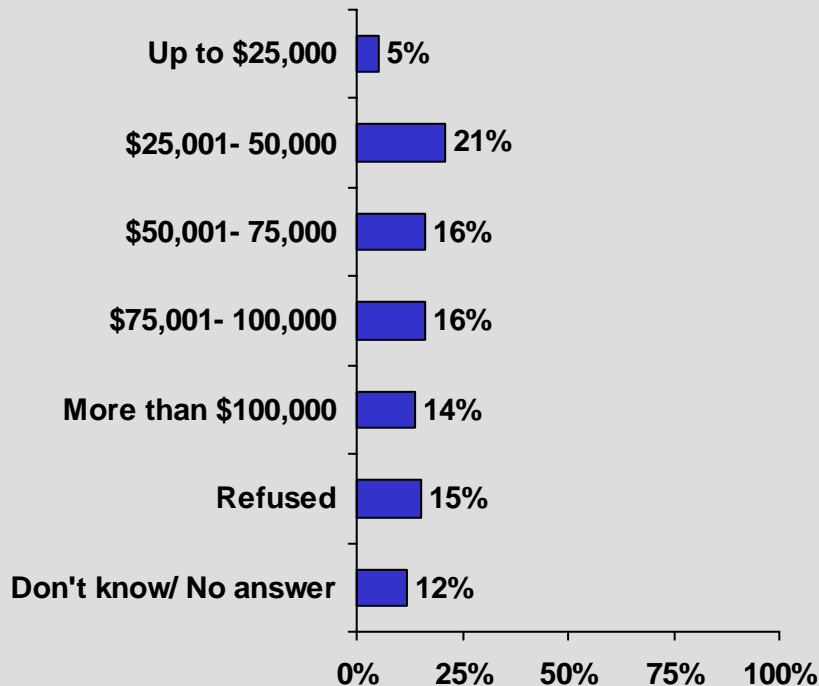 Up to $25,000 5%
$25,001- 50,000 21%
$50,001- 75,000 16%
$75,001- 100,000 16%
More than $100,000 14%
Refused 15%
Don't know/ No answer 12%
0% 25% 50% 75% 100%